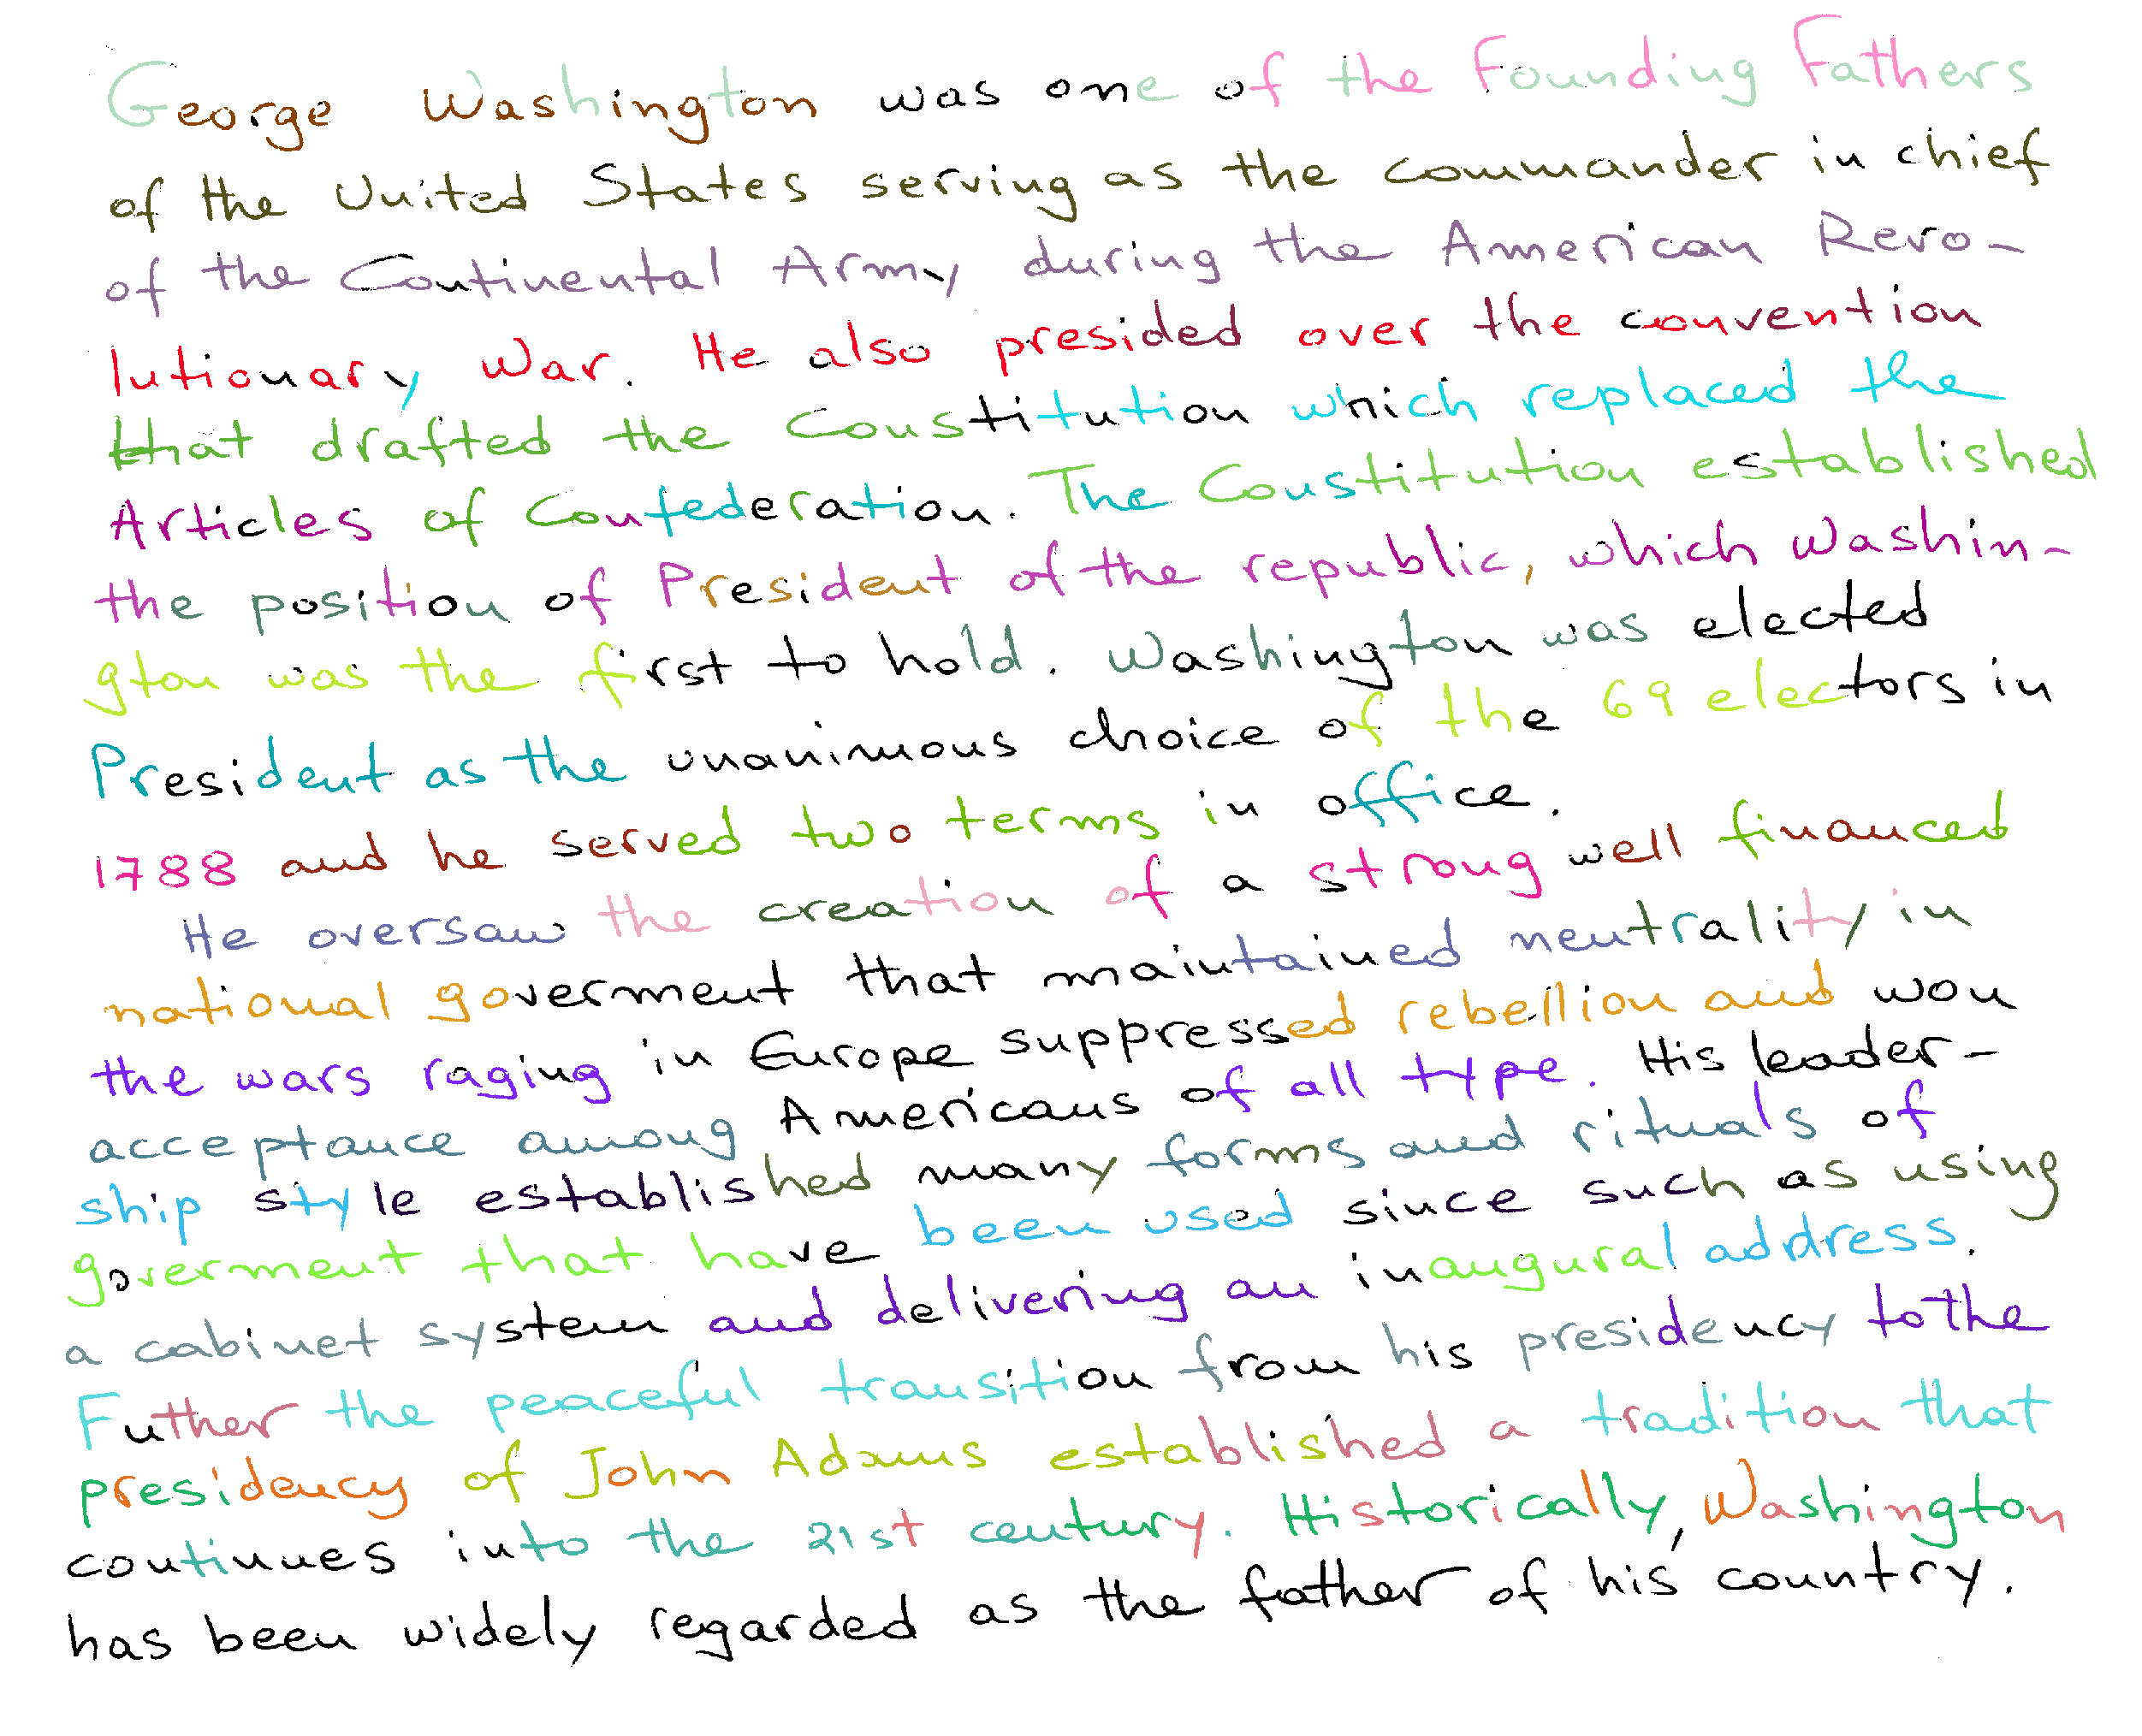 George Washington was one of the Founding Fathers
of the United States serving as the commander in chief
of the Continental Army during the American Revo-
lutionary War. He also presided over the convention
that drafted the Constitution which replaced the
Articles of Confederation. The Constitution established
the position of President of the republic, which Washin-
gton was the first to hold. Washington was elected
President as the unanimous choice of the 69 electors in
1788 and he served two terms in office.
He oversaw the creation of a strong well financed
national goverment that maintained neutrality in
the wars raging in Europe suppressed rebellion and won
acceptance among Americans of all type. His leader-
ship style established many forms and rituals of
goverment that have been used since such as using
a cabinet system and delivering an inaugural address.
Futher the peaceful transition from his presidency to the
presidency of John Adams established a tradition that
continues into the 21st century. Historically, Washington
has been widely regarded as the father of his country.